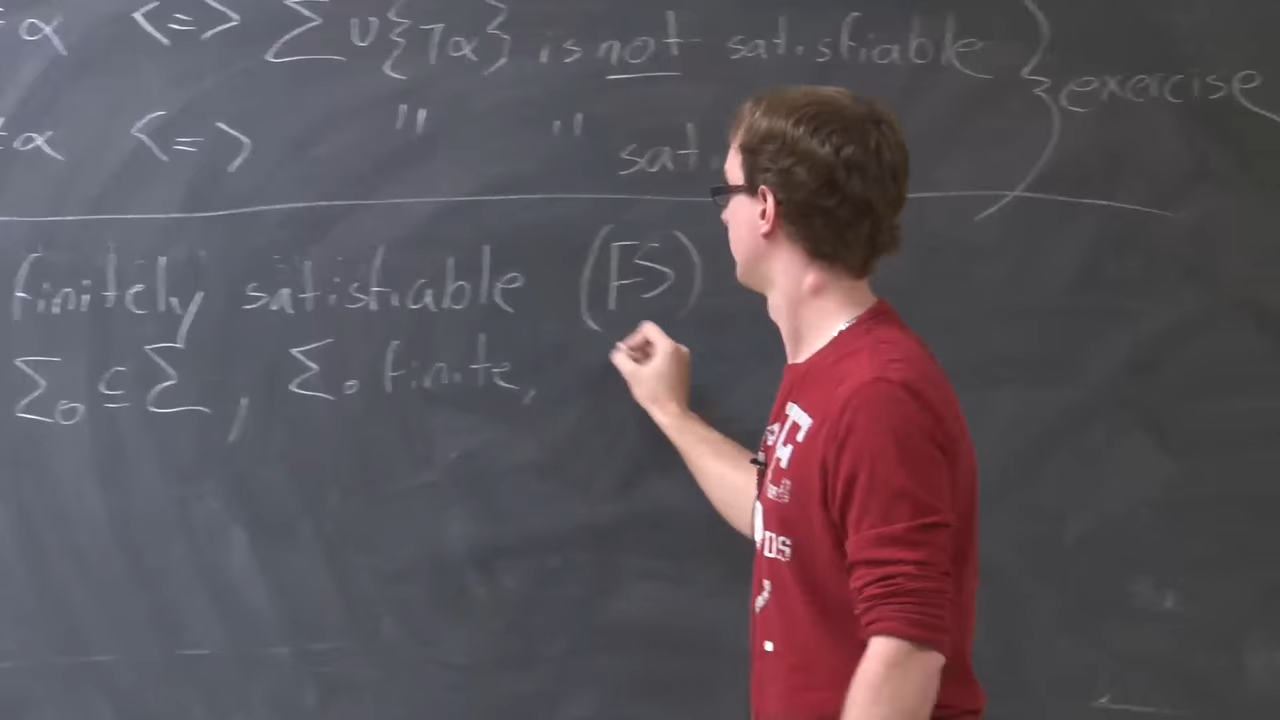 α <=> Σ ∪ {¬α} is not satisfiable } exercise
α <=> " " sat.
finitely satisfiable (FS)
Σ₀ ⊆ Σ, Σ₀ finite,